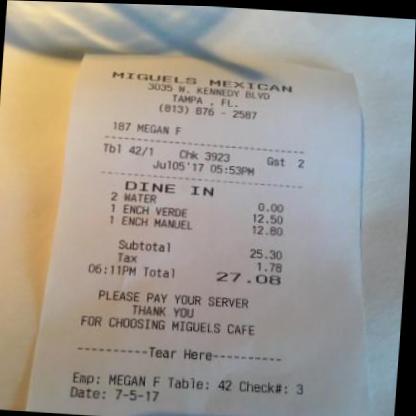 MIGUELS MEXICAN
3035 W. KENNEDY BLVD
TAMPA , FL.
(813) 876 - 2587
187 MEGAN F
Tbl 42/1 Chk 3923 Gst 2
Jul05'17 05:53PM
DINE IN
2 WATER 0.00
1 ENCH VERDE 12.50
1 ENCH MANUEL 12.80
Subtotal 25.30
Tax 1.78
06:11PM Total 27.08
PLEASE PAY YOUR SERVER
THANK YOU
FOR CHOOSING MIGUELS CAFE
----------Tear Here----------
Emp: MEGAN F Table: 42 Check#: 3
Date: 7-5-17